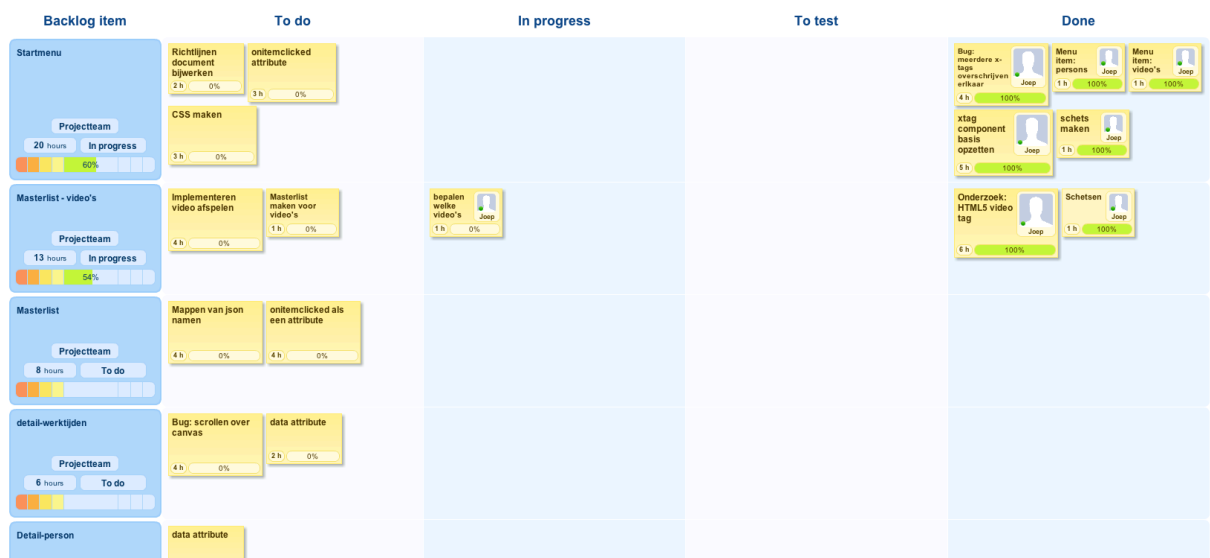 Backlog item
To do
In progress
To test
Done
Startmenu
Projectteam
20 hours
In progress
60%
Richtlijnen
document
bijwerken
2 h
0%
onitemclicked
attribute
3 h
0%
CSS maken
3 h
0%
Bug:
meerdere x-
tags
overschrijven
erlkaar
Joep
4 h
100%
Menu
item:
persons
Joep
1 h
100%
Menu
item:
video's
Joep
1 h
100%
xtag
component
basis
opzetten
Joep
5 h
100%
schets
maken
Joep
1 h
100%
Masterlist - video's
Projectteam
13 hours
In progress
54%
Implementeren
video afspelen
4 h
0%
Masterlist
maken voor
video's
1 h
0%
bepalen
welke
video's
Joep
1 h
0%
Onderzoek:
HTML5 video
tag
Joep
6 h
100%
Schetsen
Joep
1 h
100%
Masterlist
Projectteam
8 hours
To do
Mappen van json
namen
4 h
0%
onitemclicked als
een attribute
4 h
0%
detail-werktijden
Projectteam
6 hours
To do
Bug: scrollen over
canvas
4 h
0%
data attribute
2 h
0%
Detail-person
data attribute